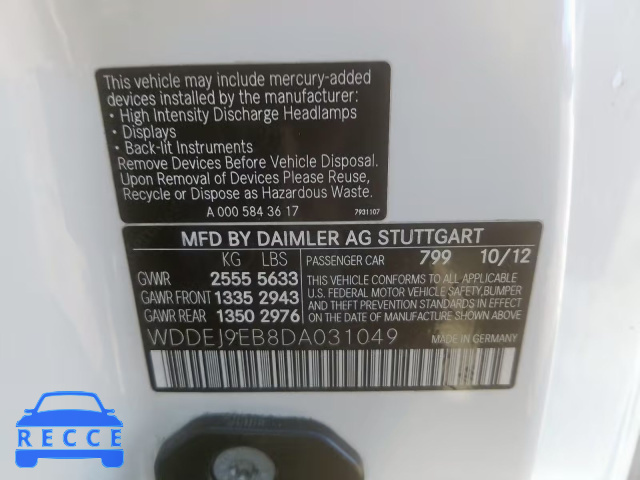 This vehicle may include mercury-added
devices installed by the manufacturer:
• High Intensity Discharge Headlamps
• Displays
• Back-lit Instruments
Remove Devices Before Vehicle Disposal.
Upon Removal of Devices Please Reuse,
Recycle or Dispose as Hazardous Waste.
A 000 584 36 17 7931107
MFD BY DAIMLER AG STUTTGART
KG LBS PASSENGER CAR 799 10/12
GVWR 2555 5633
GAWR FRONT 1335 2943
GAWR REAR 1350 2976
THIS VEHICLE CONFORMS TO ALL APPLICABLE
U.S. FEDERAL MOTOR VEHICLE SAFETY, BUMPER
AND THEFT PREVENTION STANDARDS IN EFFECT
ON THE DATE OF MANUFACTURE SHOWN ABOVE
WDDEJ9EB8DA031049
MADE IN GERMANY
RECCE